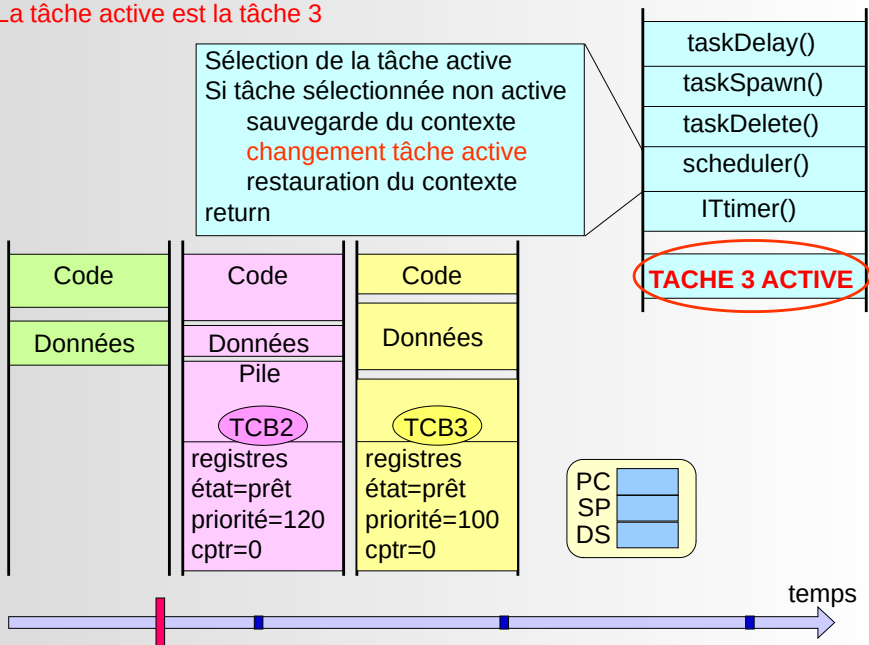 La tâche active est la tâche 3
Sélection de la tâche active
Si tâche sélectionnée non active
sauvegarde du contexte
changement tâche active
restauration du contexte
return
taskDelay()
taskSpawn()
taskDelete()
scheduler()
ITtimer()
TACHE 3 ACTIVE
Code
Données
Code
Données
Pile
TCB2
registres
état=prêt
priorité=120
cptr=0
Code
Données
TCB3
registres
état=prêt
priorité=100
cptr=0
PC
SP
DS
temps